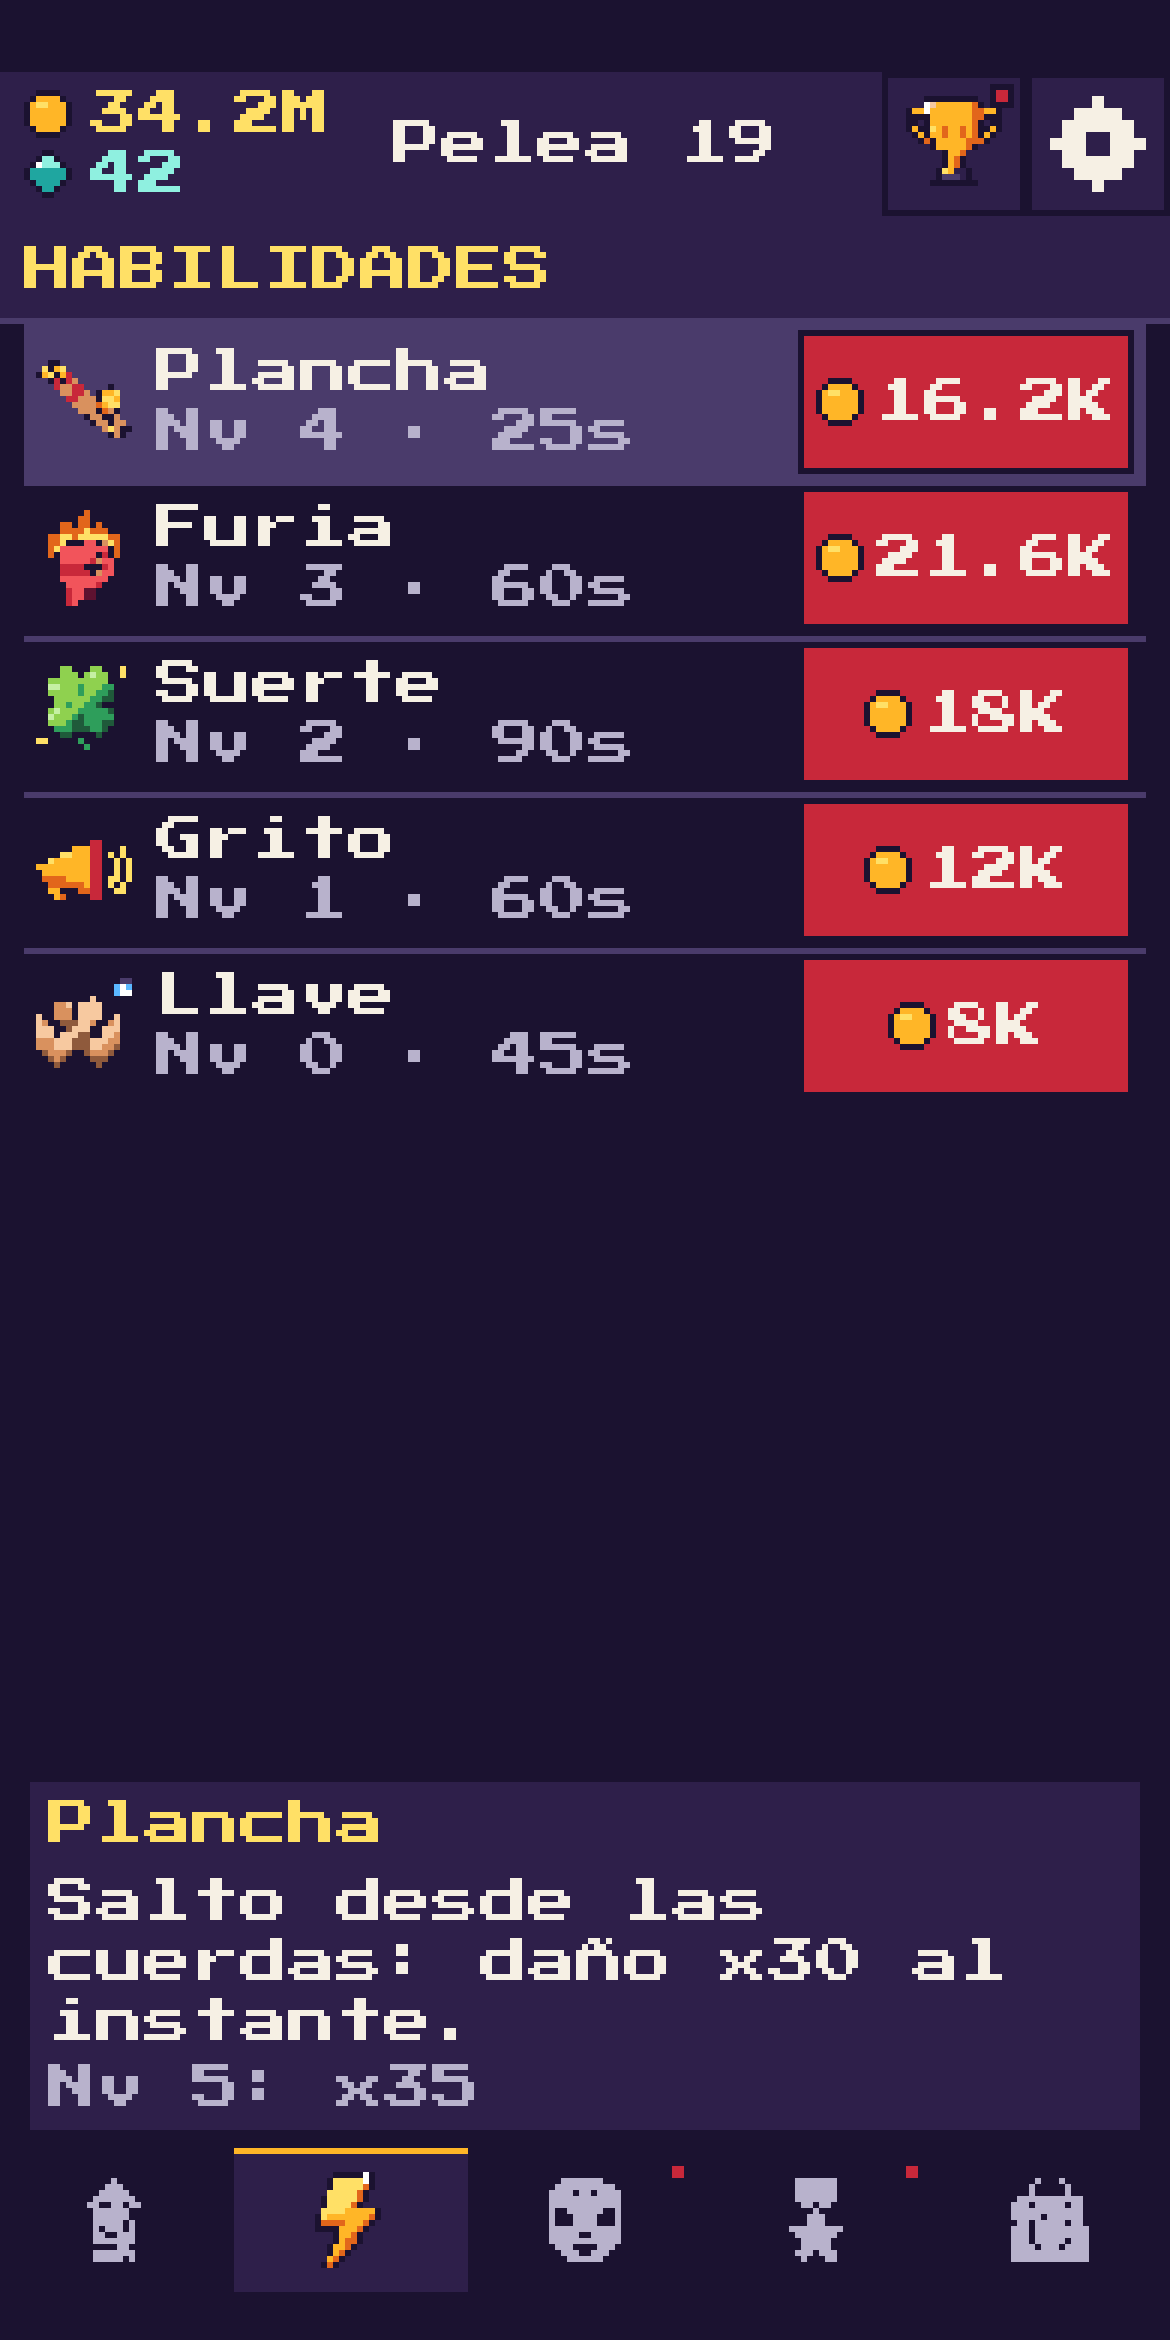 34.2M
42
Pelea 19
HABILIDADES
Plancha
Nv 4 · 25s
16.2K
Furia
Nv 3 · 60s
21.6K
Suerte
Nv 2 · 90s
18K
Grito
Nv 1 · 60s
12K
Llave
Nv 0 · 45s
8K
Plancha
Salto desde las
cuerdas: daño x30 al
instante.
Nv 5: x35